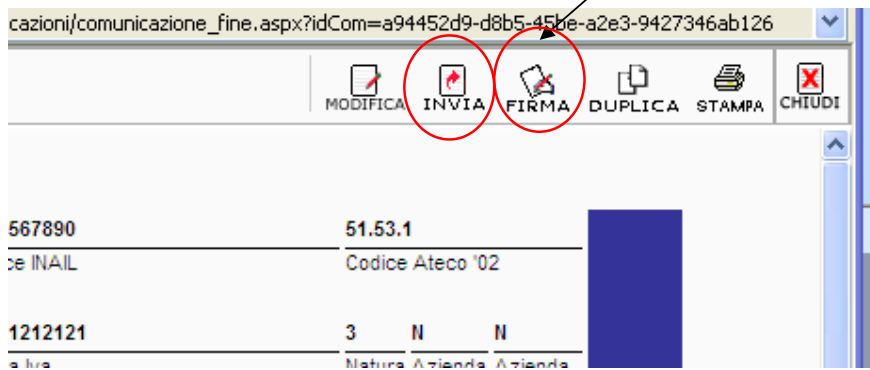 cazioni/comunicazione_fine.aspx?idCom=a94452d9-d8b5-45be-a2e3-9427346ab126
MODIFICA INVIA FIRMA DUPLICA STAMPA CHIUDI
567890 51.53.1
ce INAIL Codice Ateco '02
1212121 3 N N
a Iva Natura Azienda Azienda